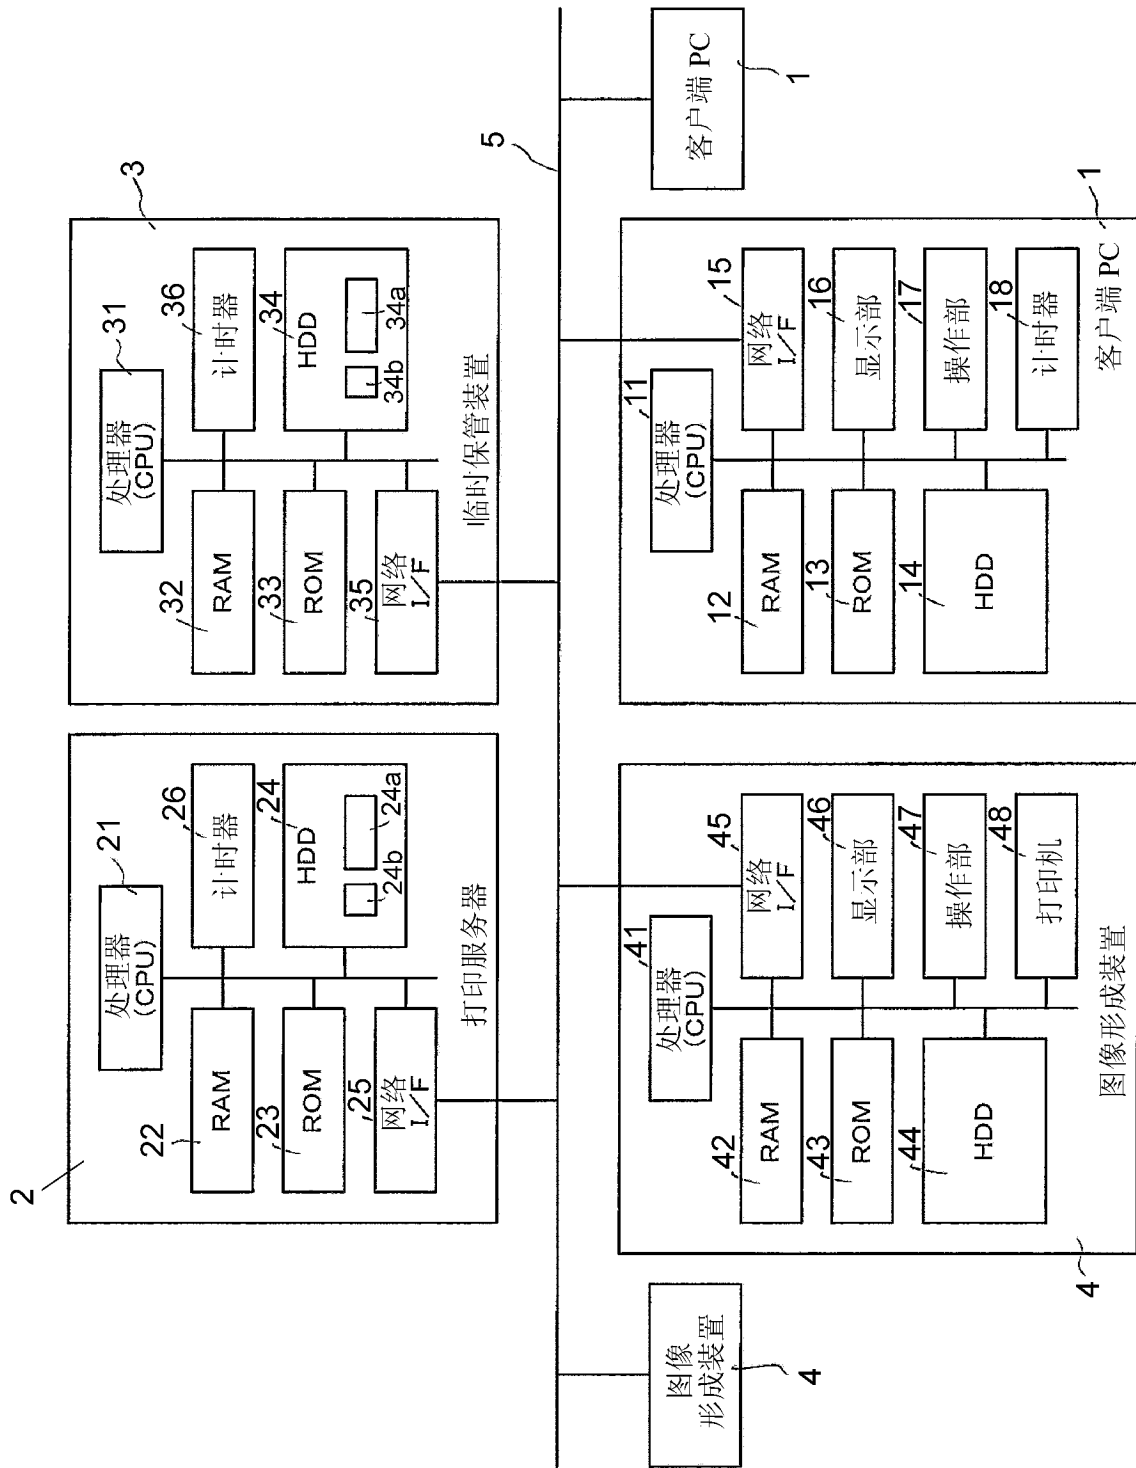 2
处理器
(CPU)
21
RAM
22
计时器
26
ROM
23
HDD
24
24b
24a
网络
I/F
25
打印服务器
3
处理器
(CPU)
31
RAM
32
计时器
36
ROM
33
HDD
34
34b
34a
网络
I/F
35
临时保管装置
5
图像
形成装置
4
处理器
(CPU)
41
RAM
42
网络
I/F
45
ROM
43
显示部
46
HDD
44
操作部
47
打印机
48
图像形成装置
4
处理器
(CPU)
11
RAM
12
网络
I/F
15
ROM
13
显示部
16
HDD
14
操作部
17
计时器
18
客户端 PC
1
客户端 PC
1